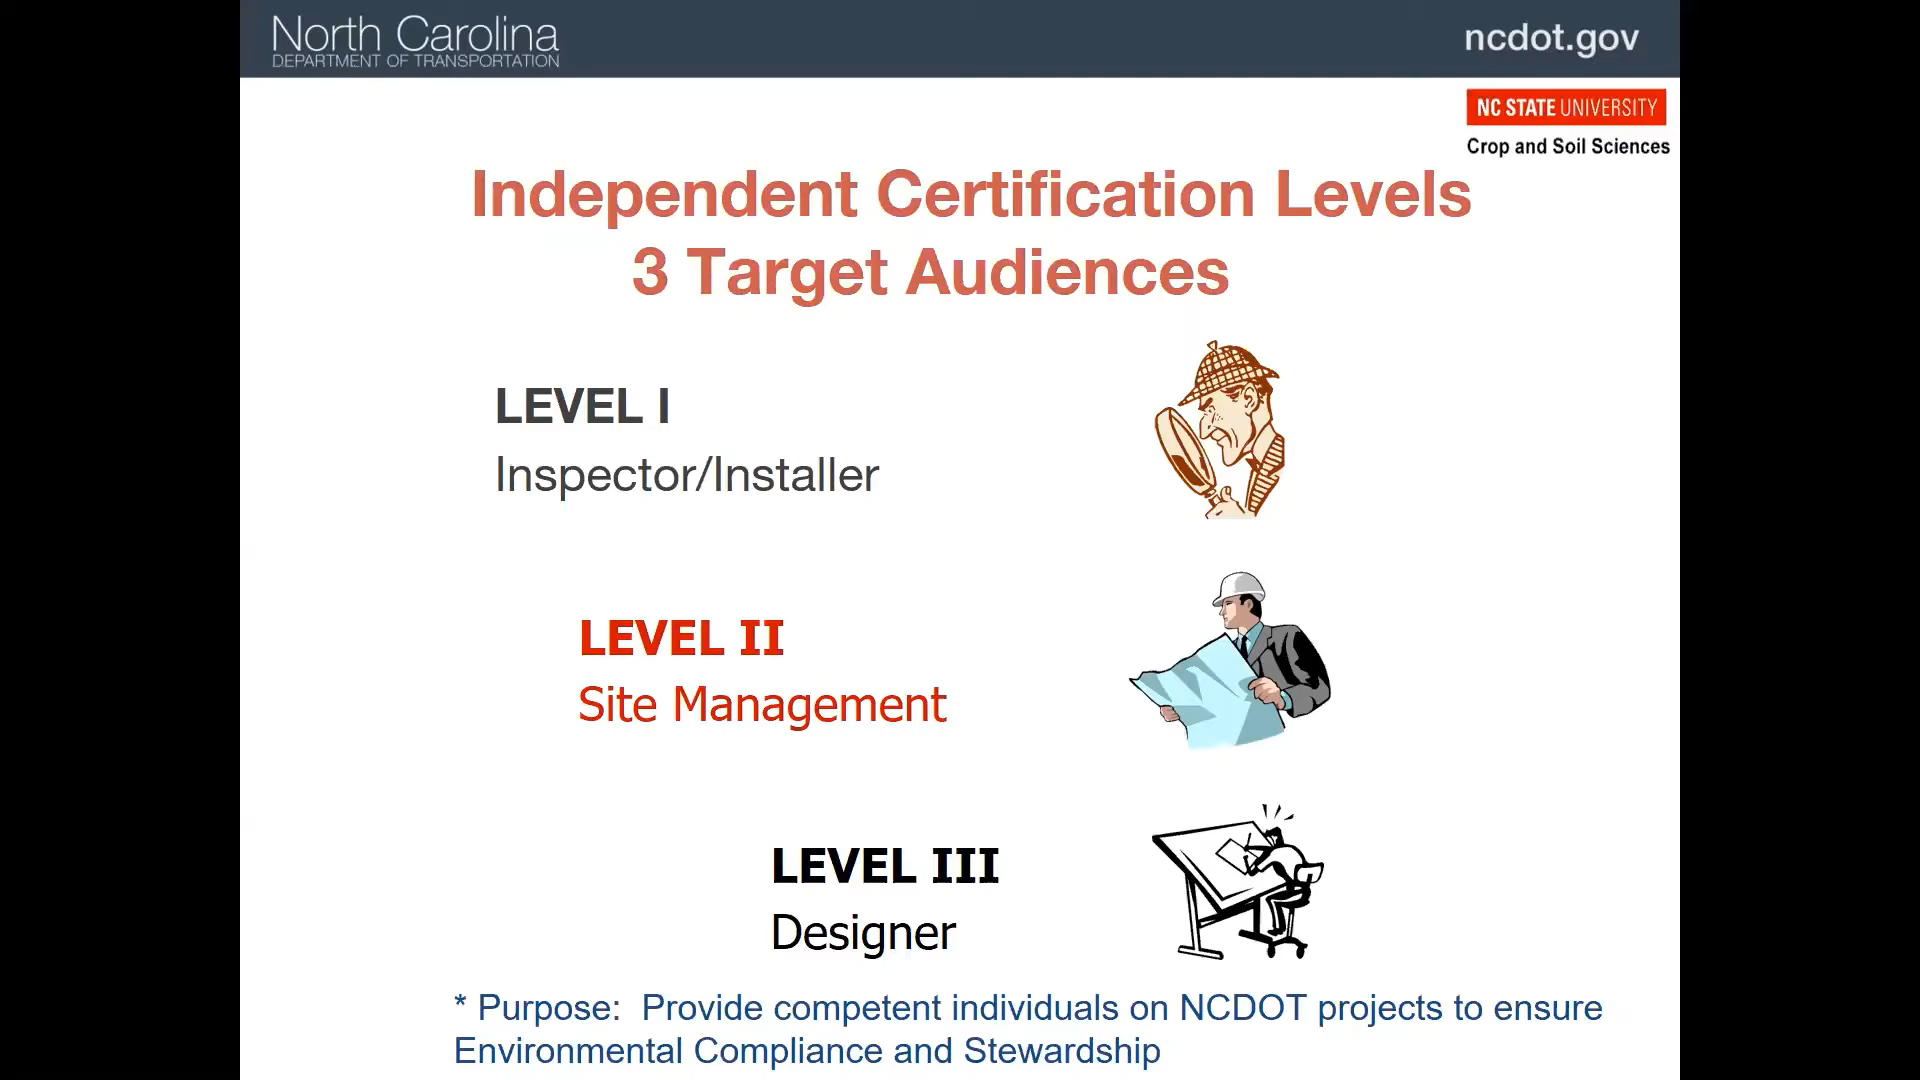 North Carolina
DEPARTMENT OF TRANSPORTATION
ncdot.gov
NC STATE UNIVERSITY
Crop and Soil Sciences
Independent Certification Levels
3 Target Audiences
LEVEL I
Inspector/Installer
LEVEL II
Site Management
LEVEL III
Designer
* Purpose:  Provide competent individuals on NCDOT projects to ensure
Environmental Compliance and Stewardship